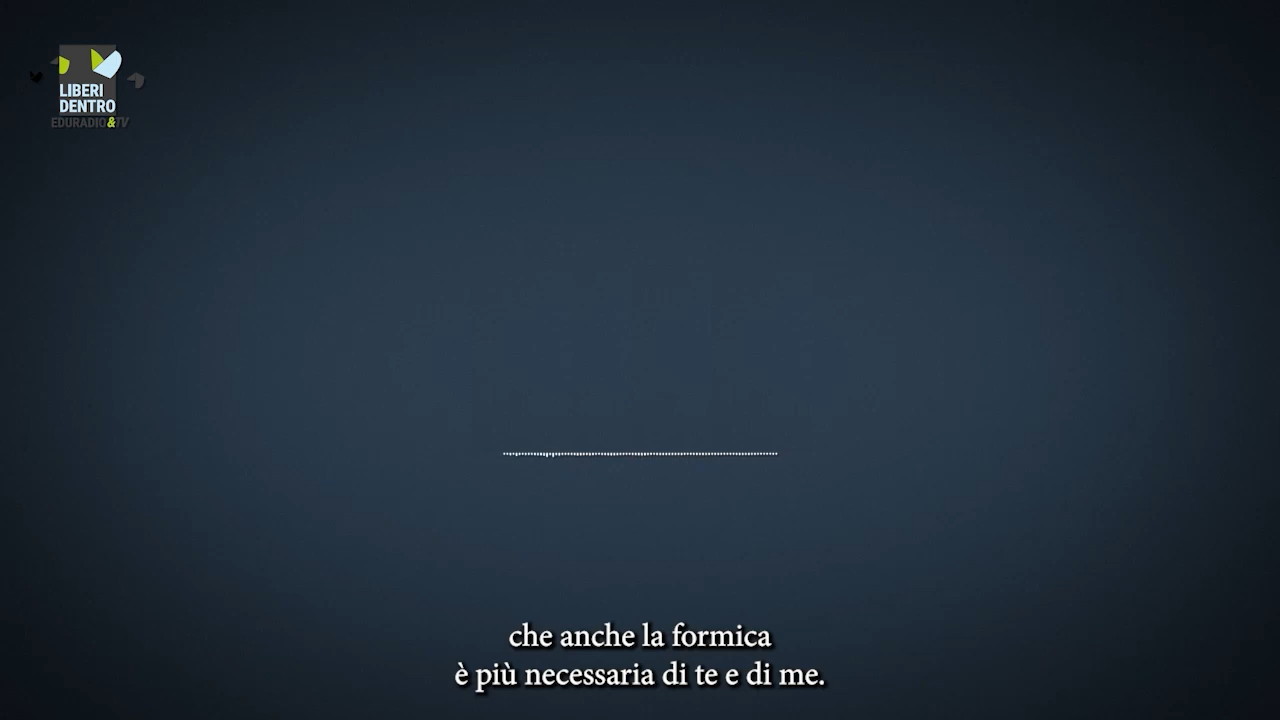 LIBERI
DENTRO
EDURADIO&TV
che anche la formica
è più necessaria di te e di me.